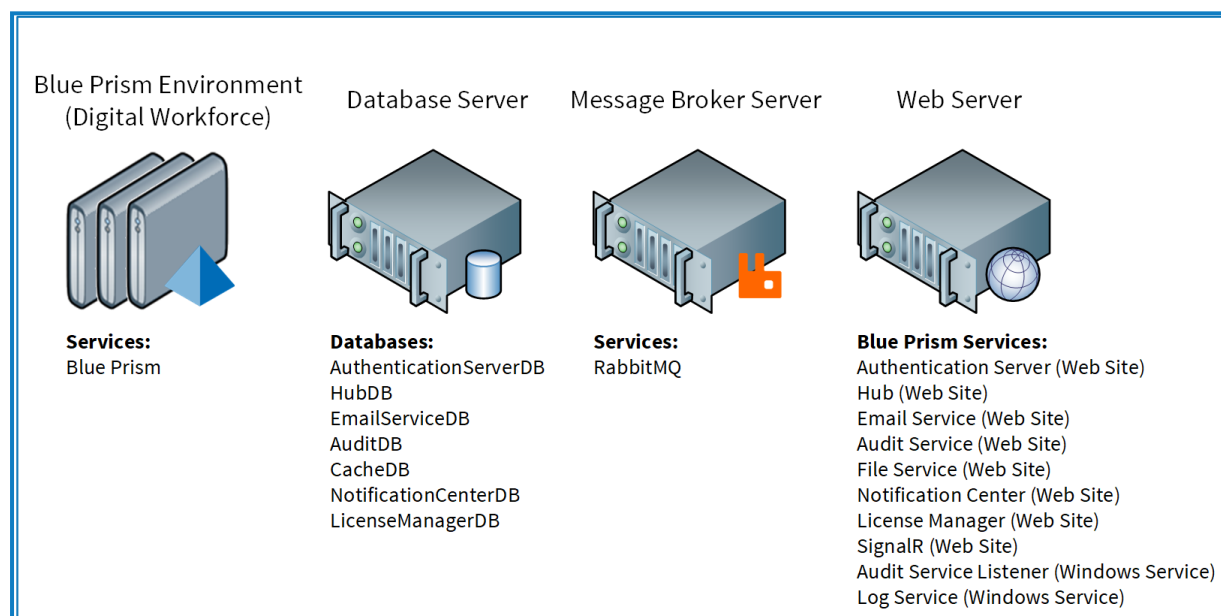 Blue Prism Environment
(Digital Workforce)
Database Server
Message Broker Server
Web Server
Services:
Blue Prism
Databases:
AuthenticationServerDB
HubDB
EmailServiceDB
AuditDB
CacheDB
NotificationCenterDB
LicenseManagerDB
Services:
RabbitMQ
Blue Prism Services:
Authentication Server (Web Site)
Hub (Web Site)
Email Service (Web Site)
Audit Service (Web Site)
File Service (Web Site)
Notification Center (Web Site)
License Manager (Web Site)
SignalR (Web Site)
Audit Service Listener (Windows Service)
Log Service (Windows Service)